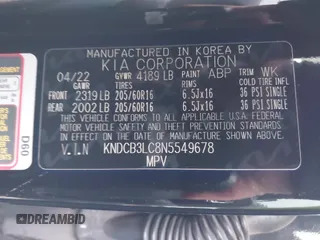 MANUFACTURED IN KOREA BY
KIA CORPORATION
04/22 GVWR 4189 LB PAINT ABP TRIM WK
GAWR TIRES RIMS COLD TIRE INFL
FRONT 2319 LB 205/60R16 6.5Jx16 36 PSI SINGLE
REAR 2002 LB 205/60R16 6.5Jx16 36 PSI SINGLE
THIS VEHICLE CONFORMS TO ALL APPLICABLE
U.S. FEDERAL MOTOR VEHICLE SAFETY AND
THEFT PREVENTION STANDARDS IN EFFECT ON
THE DATE OF MANUFACTURE SHOWN ABOVE.
V.I.N KNDCB3LC8N5549678
MPV
D60
DREAMBID